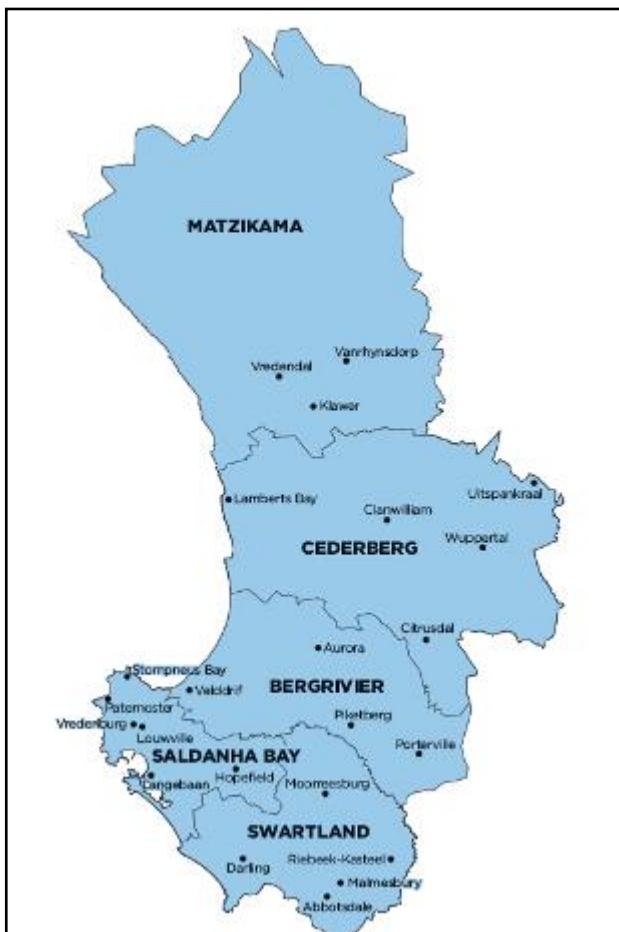 MATZIKAMA
Vanrhynsdorp
Vredendal
Klawer
Uitspankraal
Lamberts Bay
Clanwilliam
Wuppertal
CEDERBERG
Citrusdal
Aurora
Stompneus Bay
BERGRIVIER
Velddrif
Paternoster
Piketberg
Vredenburg
Louwville
Porterville
SALDANHA BAY
Hopefield
Langebaan
Moorreesburg
SWARTLAND
Riebeek-Kasteel
Darling
Malmesbury
Abbotsdale